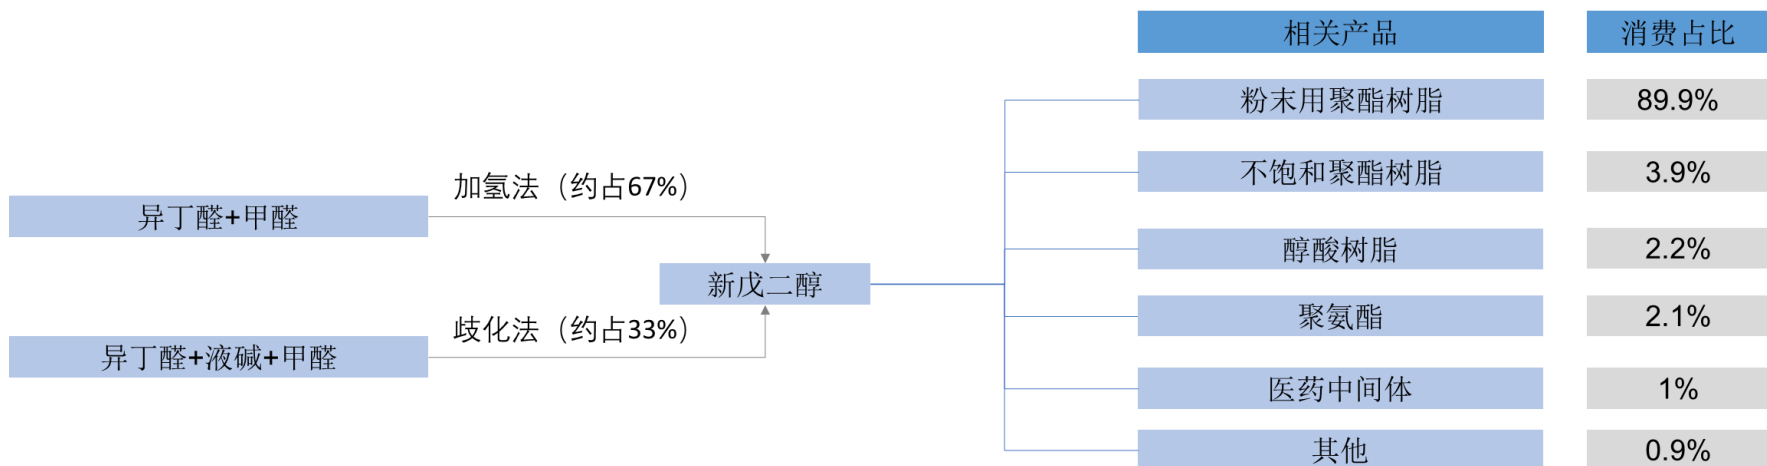 相关产品 消费占比
粉末用聚酯树脂 89.9%
不饱和聚酯树脂 3.9%
加氢法（约占67%）
异丁醛+甲醛
醇酸树脂 2.2%
新戊二醇
聚氨酯 2.1%
歧化法（约占33%）
异丁醛+液碱+甲醛
医药中间体 1%
其他 0.9%